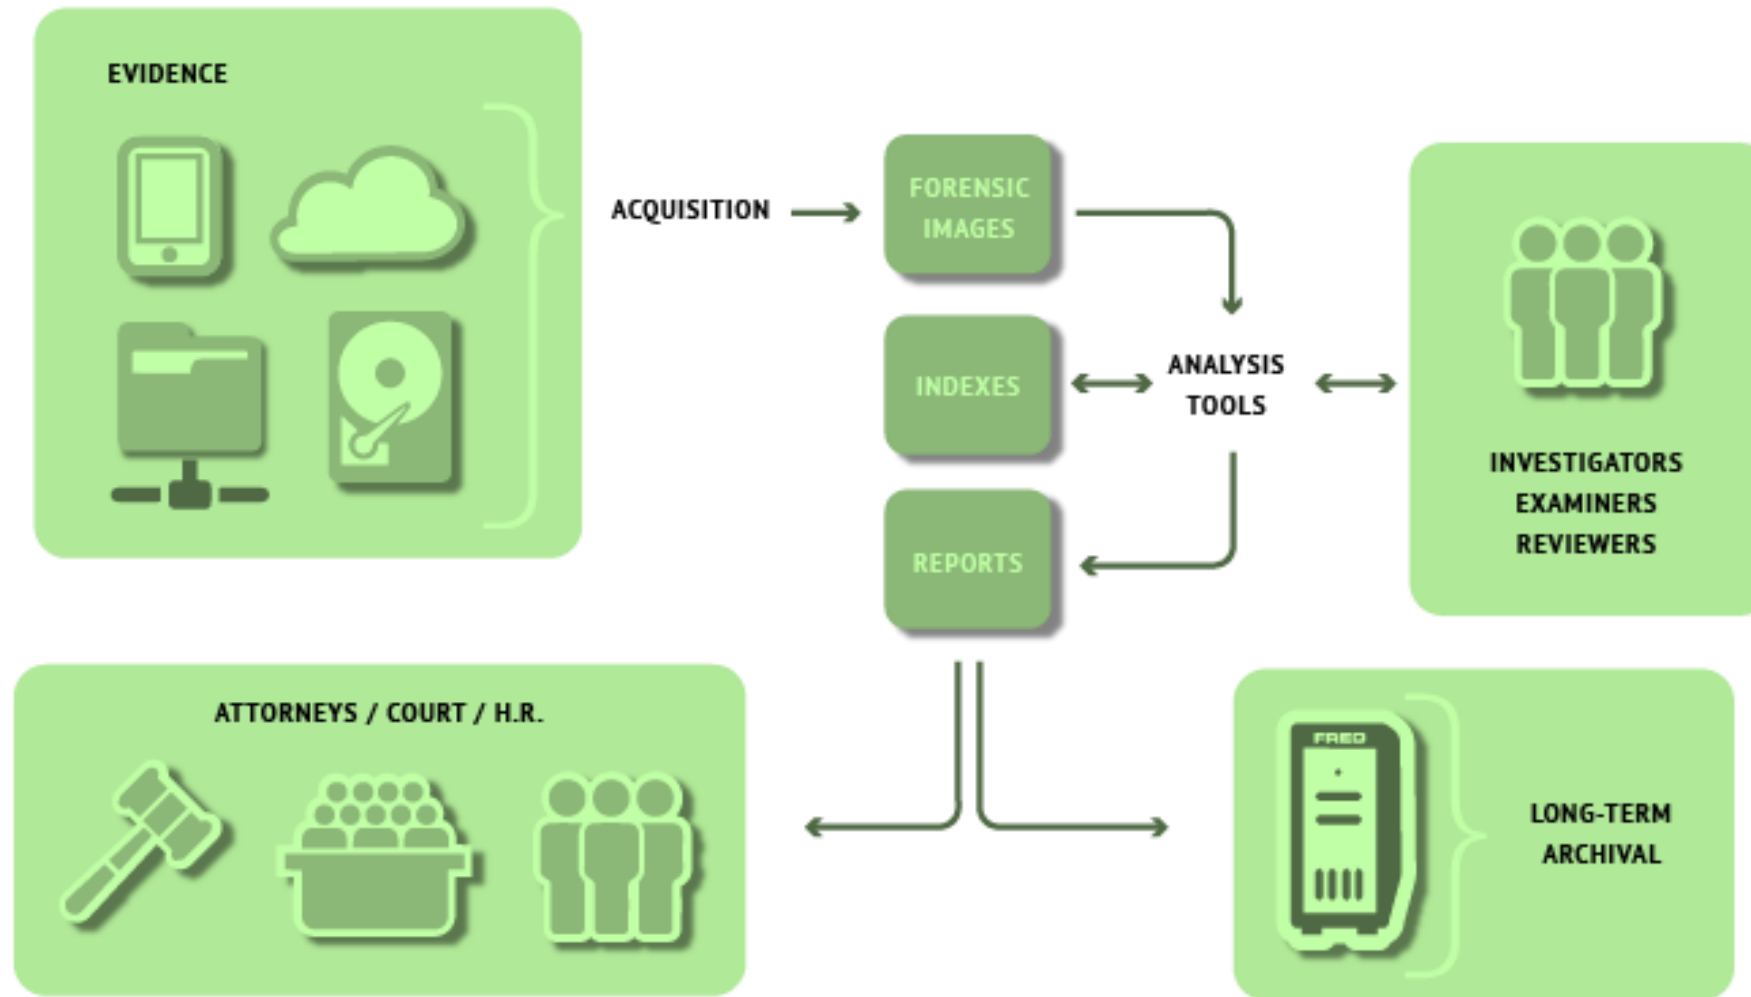 EVIDENCE
ACQUISITION
FORENSIC
IMAGES
INDEXES
ANALYSIS
TOOLS
REPORTS
INVESTIGATORS
EXAMINERS
REVIEWERS
ATTORNEYS / COURT / H.R.
FRED
LONG-TERM
ARCHIVAL